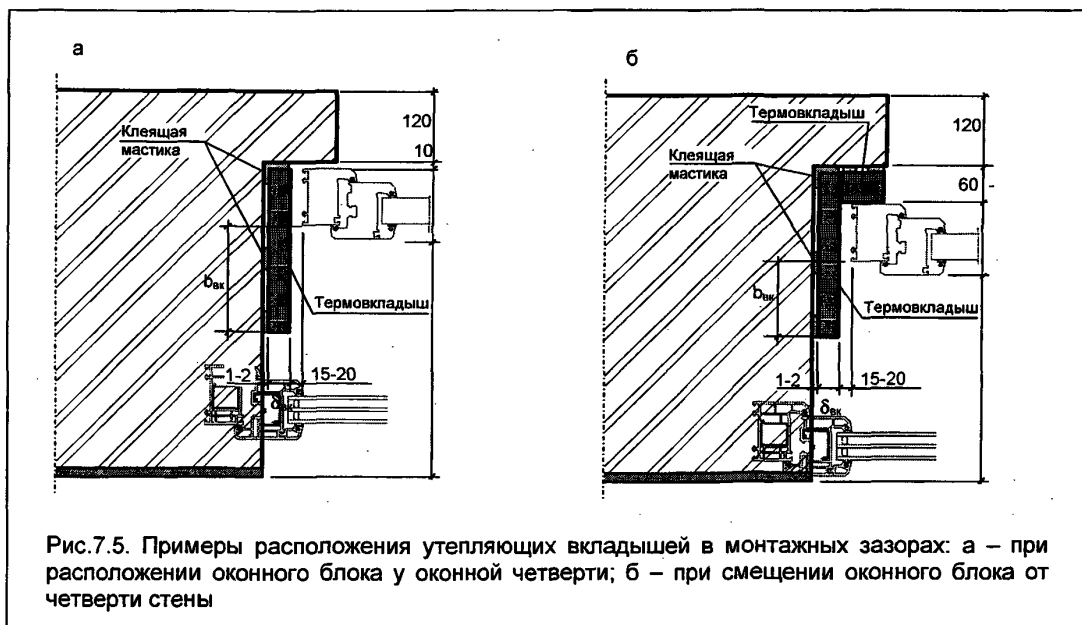 а
Клеящая
мастика
120
10
bвк
Термовкладыш
1-2
15-20
δвк
б
Термовкладыш
Клеящая
мастика
120
60
bвк
Термовкладыш
1-2
15-20
δвк
Рис.7.5. Примеры расположения утепляющих вкладышей в монтажных зазорах: а – при
расположении оконного блока у оконной четверти; б – при смещении оконного блока от
четверти стены